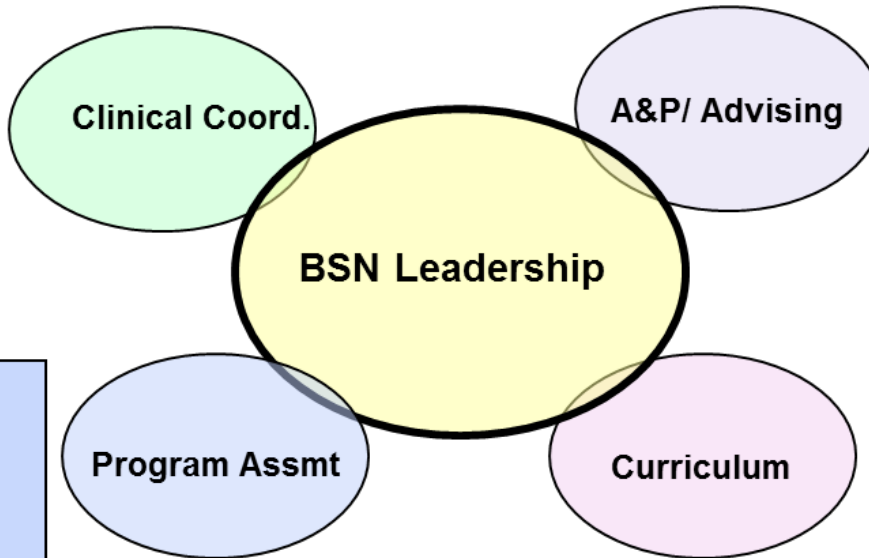 Clinical Coord.
A&P/ Advising
BSN Leadership
Program Assmt
Curriculum